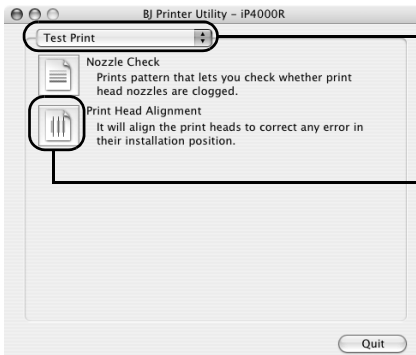 BJ Printer Utility – iP4000R
Test Print
Nozzle Check
Prints pattern that lets you check whether print
head nozzles are clogged.
Print Head Alignment
It will align the print heads to correct any error in
their installation position.
Quit